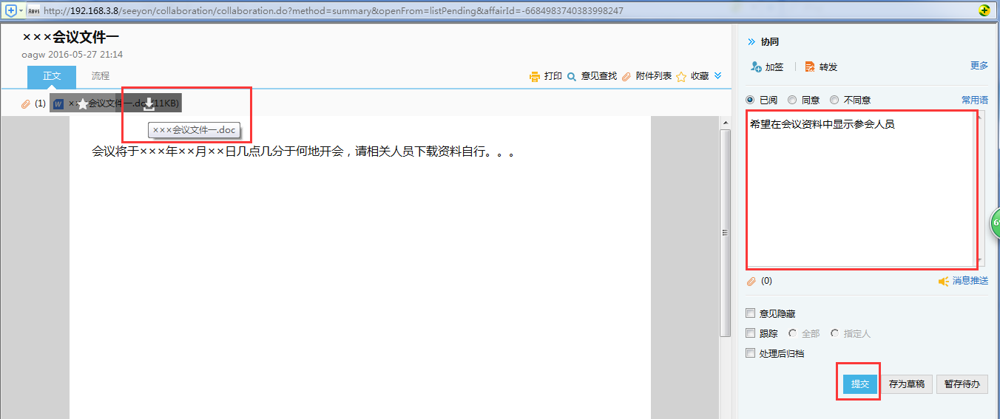 http://192.168.3.8/seeyon/collaboration/collaboration.do?method=summary&openFrom=listPending&affairId=-6684983740383998247
×××会议文件一
oagw 2016-05-27 21:14
正文 流程
打印 意见查找 附件列表 收藏
(1) ××会议文件一.doc(11KB)
×××会议文件一.doc
会议将于×××年××月××日几点几分于何地开会，请相关人员下载资料自行。。。
协同
加签 转发 更多
已阅 同意 不同意 常用语
希望在会议资料中显示参会人员
(0) 消息推送
意见隐藏
跟踪 全部 指定人
处理后归档
提交 存为草稿 暂存待办